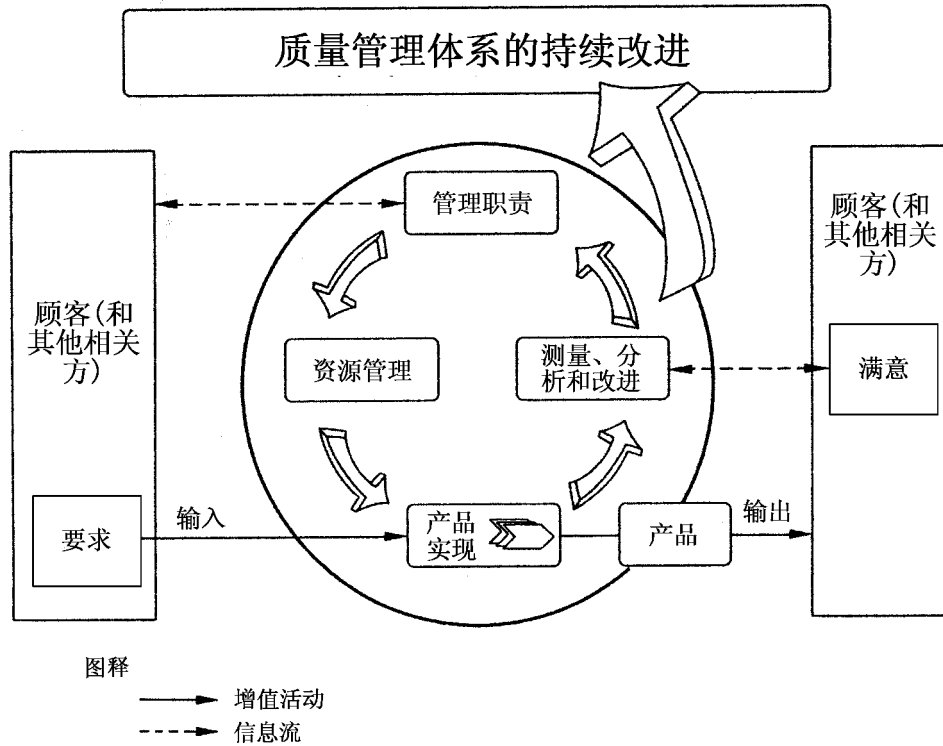 质量管理体系的持续改进
管理职责
顾客(和
其他相关
方)
顾客(和
其他相关
方)
资源管理
测量、分
析和改进
满意
要求
输入
产品
实现
产品
输出
图释
增值活动
信息流